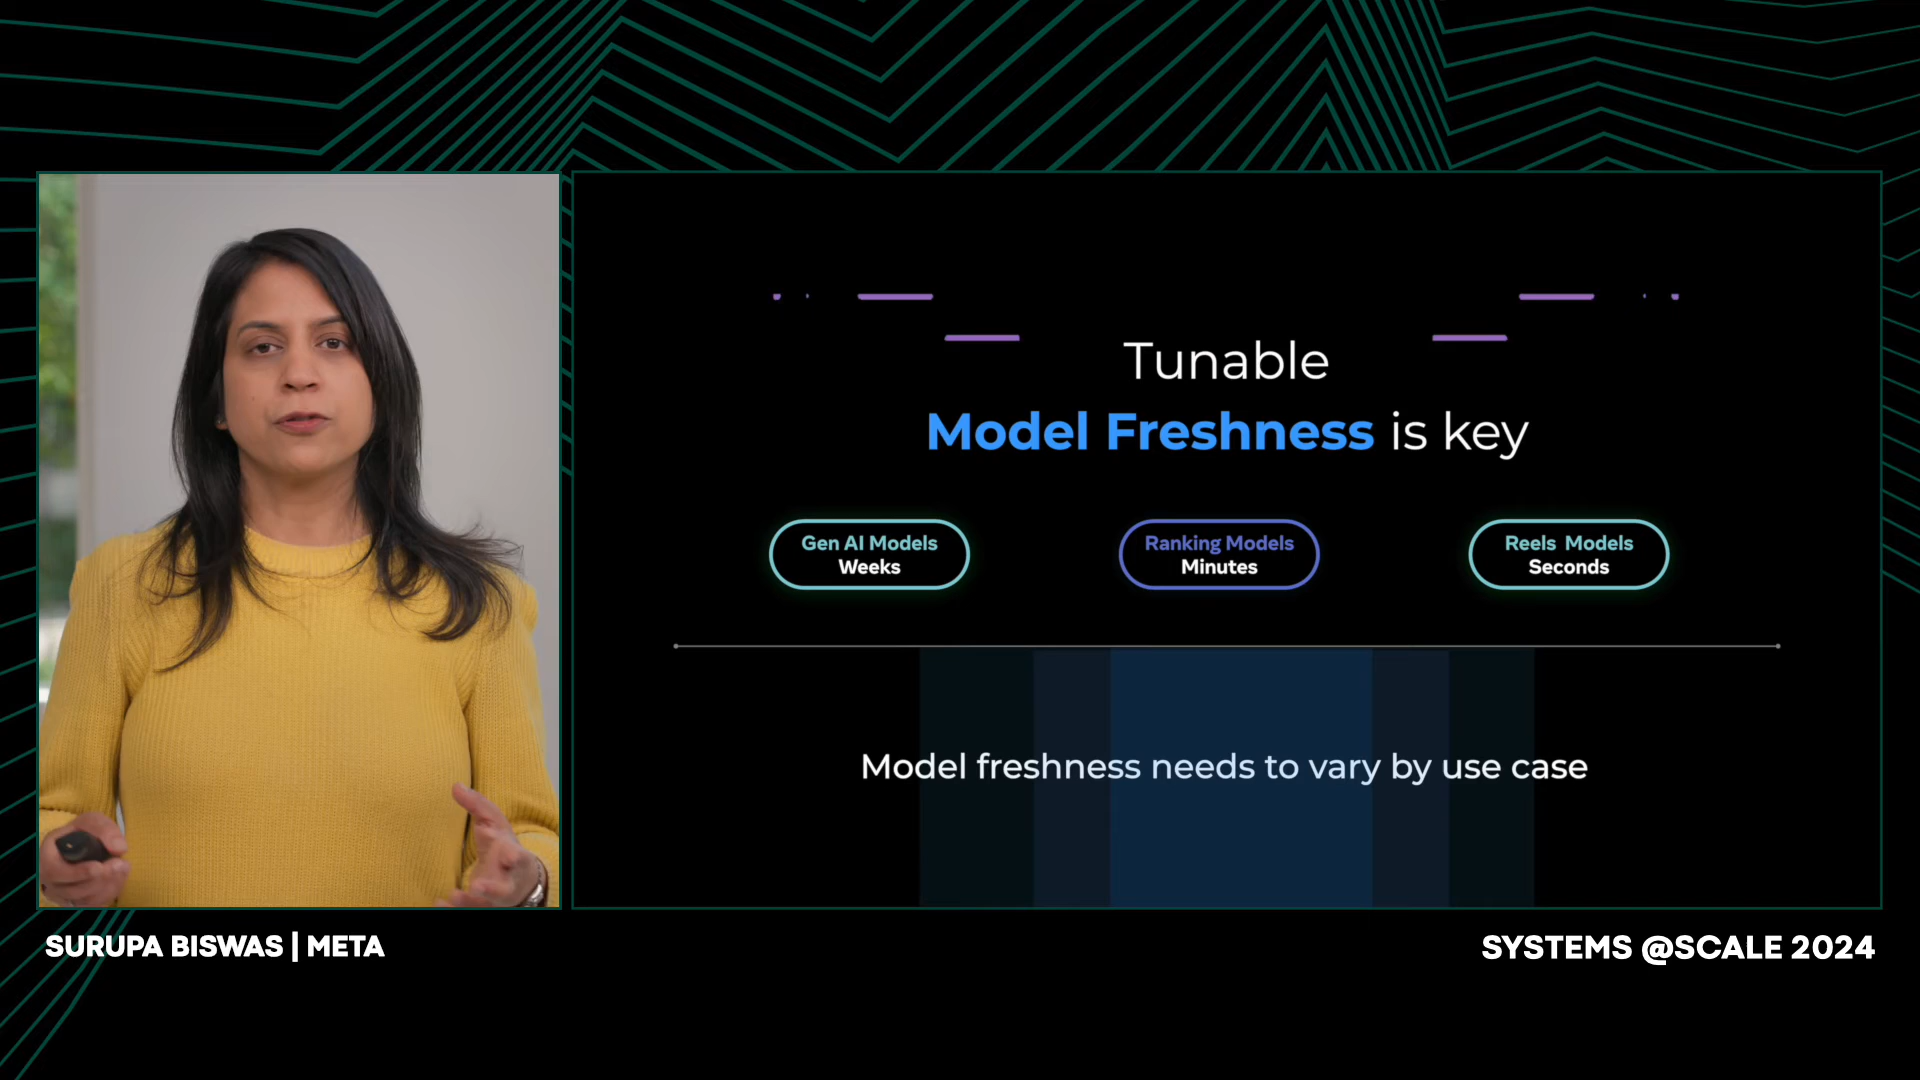 Tunable
Model Freshness is key
Gen AI Models
Weeks
Ranking Models
Minutes
Reels Models
Seconds
Model freshness needs to vary by use case
SURUPA BISWAS | META
SYSTEMS @SCALE 2024